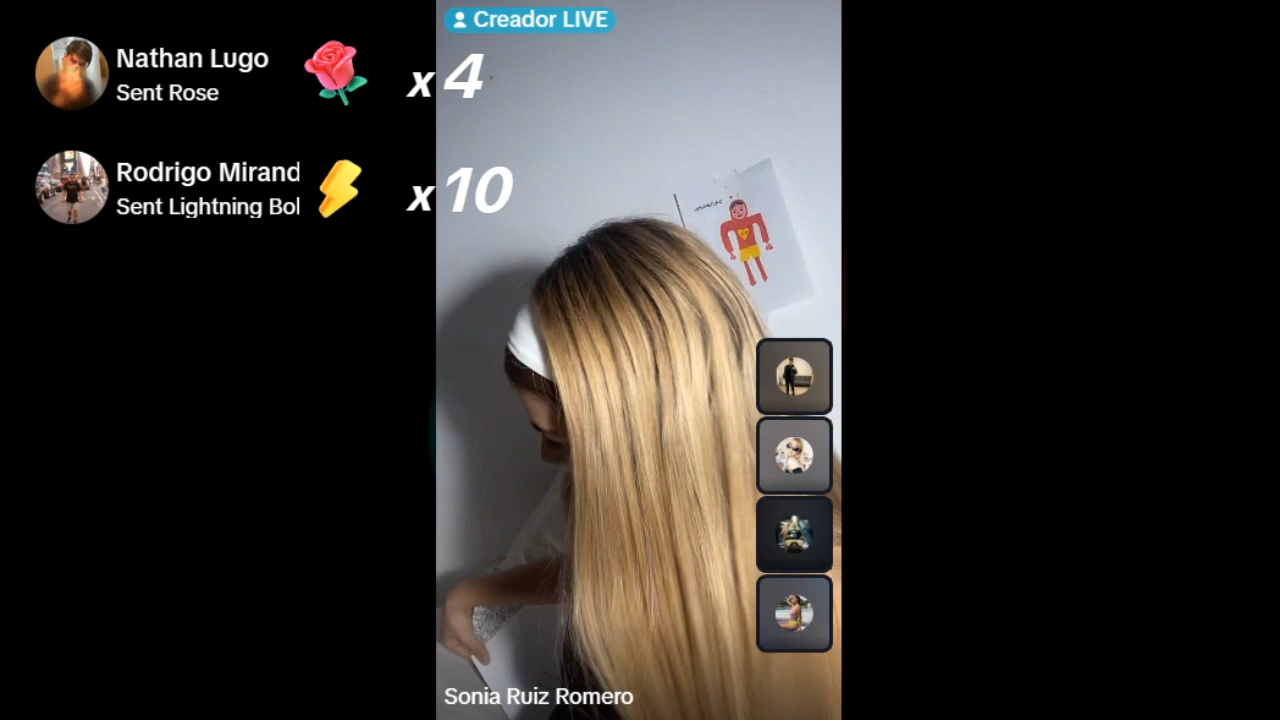 Creador LIVE
Nathan Lugo
Sent Rose
x4
Rodrigo Mirand
Sent Lightning Bol
x10
Sonia Ruiz Romero